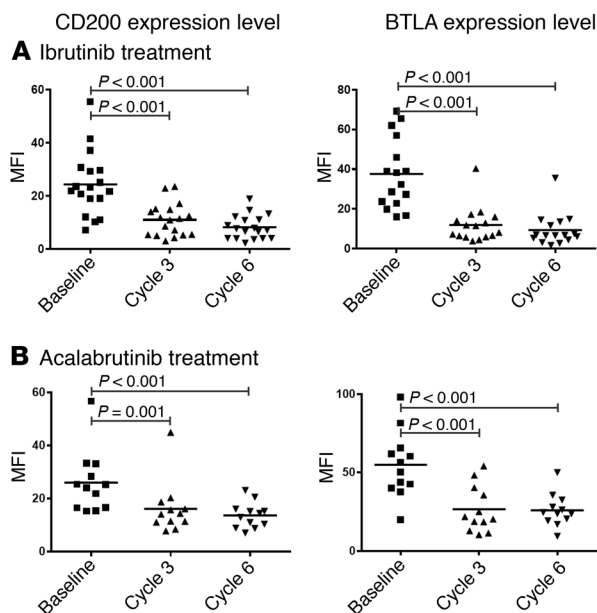 CD200 expression level
BTLA expression level
A Ibrutinib treatment
60
40
20
0
MFI
P < 0.001
P < 0.001
Baseline
Cycle 3
Cycle 6
80
60
40
20
0
MFI
P < 0.001
P < 0.001
Baseline
Cycle 3
Cycle 6
B Acalabrutinib treatment
60
40
20
0
MFI
P < 0.001
P = 0.001
Baseline
Cycle 3
Cycle 6
100
50
0
MFI
P < 0.001
P < 0.001
Baseline
Cycle 3
Cycle 6